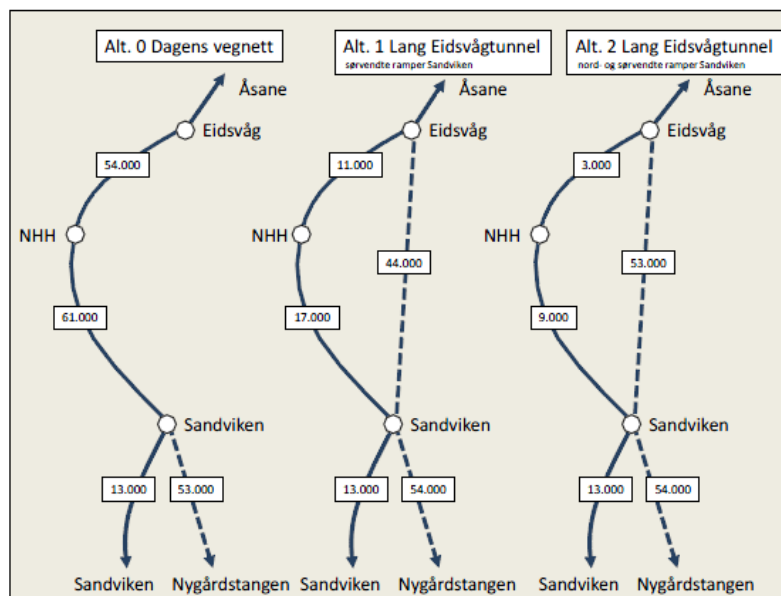 Alt. 0 Dagens vegnett
Åsane
Eidsvåg
54.000
NHH
61.000
Sandviken
13.000
53.000
Sandviken
Nygårdstangen
Alt. 1 Lang Eidsvågtunnel
sørvendte ramper Sandviken
Åsane
Eidsvåg
11.000
NHH
44.000
17.000
Sandviken
13.000
54.000
Sandviken
Nygårdstangen
Alt. 2 Lang Eidsvågtunnel
nord- og sørvendte ramper Sandviken
Åsane
Eidsvåg
3.000
NHH
53.000
9.000
Sandviken
13.000
54.000
Sandviken
Nygårdstangen